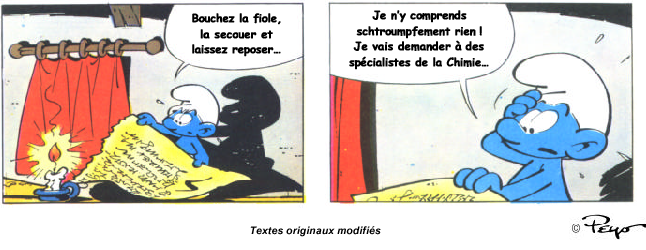 Bouchez la fiole,
la secouer et
laissez reposer...
Je n'y comprends
schtroumpfement rien !
Je vais demander à des
spécialistes de la Chimie...
Textes originaux modifiés
© Peyo